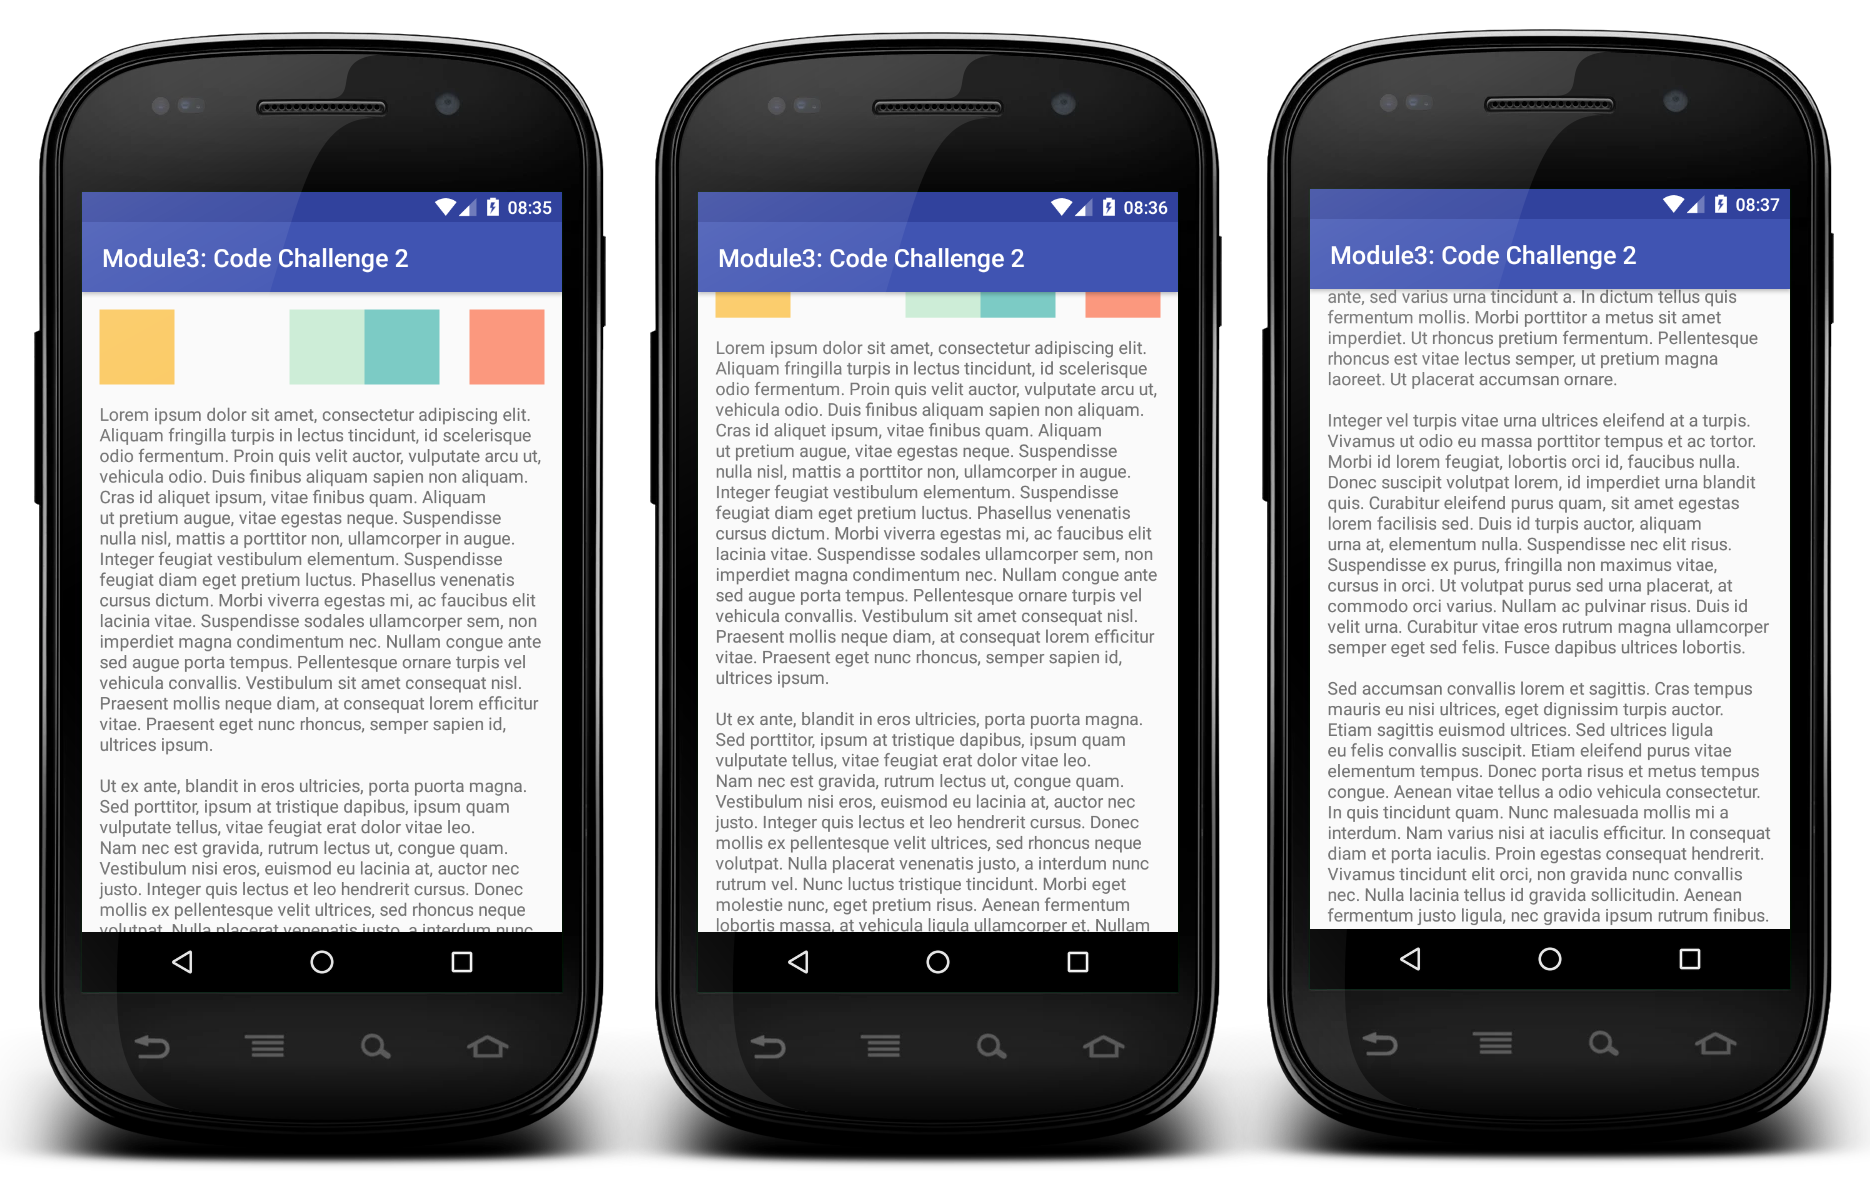 08:35
Module3: Code Challenge 2
Lorem ipsum dolor sit amet, consectetur adipiscing elit.
Aliquam fringilla turpis in lectus tincidunt, id scelerisque
odio fermentum. Proin quis velit auctor, vulputate arcu ut,
vehicula odio. Duis finibus aliquam sapien non aliquam.
Cras id aliquet ipsum, vitae finibus quam. Aliquam
ut pretium augue, vitae egestas neque. Suspendisse
nulla nisl, mattis a porttitor non, ullamcorper in augue.
Integer feugiat vestibulum elementum. Suspendisse
feugiat diam eget pretium luctus. Phasellus venenatis
cursus dictum. Morbi viverra egestas mi, ac faucibus elit
lacinia vitae. Suspendisse sodales ullamcorper sem, non
imperdiet magna condimentum nec. Nullam congue ante
sed augue porta tempus. Pellentesque ornare turpis vel
vehicula convallis. Vestibulum sit amet consequat nisl.
Praesent mollis neque diam, at consequat lorem efficitur
vitae. Praesent eget nunc rhoncus, semper sapien id,
ultrices ipsum.
Ut ex ante, blandit in eros ultricies, porta puorta magna.
Sed porttitor, ipsum at tristique dapibus, ipsum quam
vulputate tellus, vitae feugiat erat dolor vitae leo.
Nam nec est gravida, rutrum lectus ut, congue quam.
Vestibulum nisi eros, euismod eu lacinia at, auctor nec
justo. Integer quis lectus et leo hendrerit cursus. Donec
mollis ex pellentesque velit ultrices, sed rhoncus neque
volutpat. Nulla placerat venenatis justo, a interdum nunc
08:36
Module3: Code Challenge 2
Lorem ipsum dolor sit amet, consectetur adipiscing elit.
Aliquam fringilla turpis in lectus tincidunt, id scelerisque
odio fermentum. Proin quis velit auctor, vulputate arcu ut,
vehicula odio. Duis finibus aliquam sapien non aliquam.
Cras id aliquet ipsum, vitae finibus quam. Aliquam
ut pretium augue, vitae egestas neque. Suspendisse
nulla nisl, mattis a porttitor non, ullamcorper in augue.
Integer feugiat vestibulum elementum. Suspendisse
feugiat diam eget pretium luctus. Phasellus venenatis
cursus dictum. Morbi viverra egestas mi, ac faucibus elit
lacinia vitae. Suspendisse sodales ullamcorper sem, non
imperdiet magna condimentum nec. Nullam congue ante
sed augue porta tempus. Pellentesque ornare turpis vel
vehicula convallis. Vestibulum sit amet consequat nisl.
Praesent mollis neque diam, at consequat lorem efficitur
vitae. Praesent eget nunc rhoncus, semper sapien id,
ultrices ipsum.
Ut ex ante, blandit in eros ultricies, porta puorta magna.
Sed porttitor, ipsum at tristique dapibus, ipsum quam
vulputate tellus, vitae feugiat erat dolor vitae leo.
Nam nec est gravida, rutrum lectus ut, congue quam.
Vestibulum nisi eros, euismod eu lacinia at, auctor nec
justo. Integer quis lectus et leo hendrerit cursus. Donec
mollis ex pellentesque velit ultrices, sed rhoncus neque
volutpat. Nulla placerat venenatis justo, a interdum nunc
rutrum vel. Nunc luctus tristique tincidunt. Morbi eget
molestie nunc, eget pretium risus. Aenean fermentum
lobortis massa, at vehicula ligula ullamcorper et. Nullam
08:37
Module3: Code Challenge 2
ante, sed varius urna tincidunt a. In dictum tellus quis
fermentum mollis. Morbi porttitor a metus sit amet
imperdiet. Ut rhoncus pretium fermentum. Pellentesque
rhoncus est vitae lectus semper, ut pretium magna
laoreet. Ut placerat accumsan ornare.
Integer vel turpis vitae urna ultrices eleifend at a turpis.
Vivamus ut odio eu massa porttitor tempus et ac tortor.
Morbi id lorem feugiat, lobortis orci id, faucibus nulla.
Donec suscipit volutpat lorem, id imperdiet urna blandit
quis. Curabitur eleifend purus quam, sit amet egestas
lorem facilisis sed. Duis id turpis auctor, aliquam
urna at, elementum nulla. Suspendisse nec elit risus.
Suspendisse ex purus, fringilla non maximus vitae,
cursus in orci. Ut volutpat purus sed urna placerat, at
commodo orci varius. Nullam ac pulvinar risus. Duis id
velit urna. Curabitur vitae eros rutrum magna ullamcorper
semper eget sed felis. Fusce dapibus ultrices lobortis.
Sed accumsan convallis lorem et sagittis. Cras tempus
mauris eu nisi ultrices, eget dignissim turpis auctor.
Etiam sagittis euismod ultrices. Sed ultrices ligula
eu felis convallis suscipit. Etiam eleifend purus vitae
elementum tempus. Donec porta risus et metus tempus
congue. Aenean vitae tellus a odio vehicula consectetur.
In quis tincidunt quam. Nunc malesuada mollis mi a
interdum. Nam varius nisi at iaculis efficitur. In consequat
diam et porta iaculis. Proin egestas consequat hendrerit.
Vivamus tincidunt elit orci, non gravida nunc convallis
nec. Nulla lacinia tellus id gravida sollicitudin. Aenean
fermentum justo ligula, nec gravida ipsum rutrum finibus.